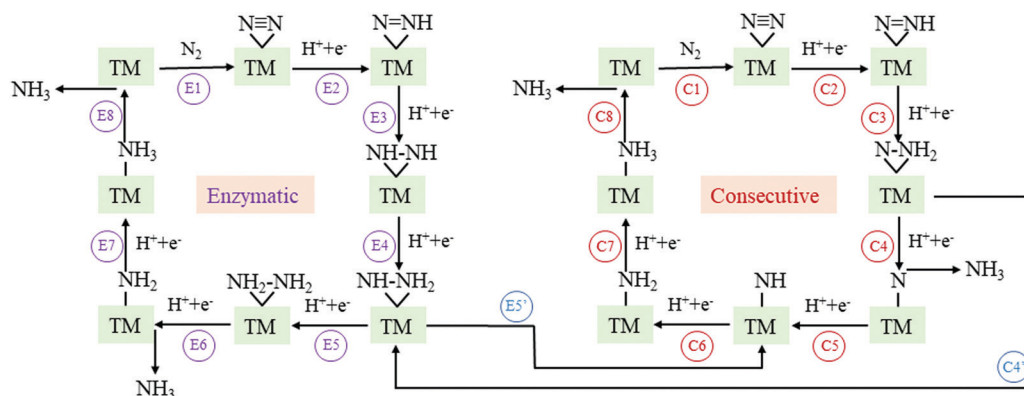 N≡N N=NH N≡N N=NH
N₂ H⁺+e⁻ N₂ H⁺+e⁻
TM TM TM TM TM TM
E1 E2 C1 C2
NH₃ NH₃
E8 E3 H⁺+e⁻ C8 C3 H⁺+e⁻
NH₃ NH-NH NH₃ N-NH₂
TM Enzymatic TM TM Consecutive TM
E7 H⁺+e⁻ E4 H⁺+e⁻ C7 H⁺+e⁻ C4 H⁺+e⁻
NH₂ NH₂-NH₂ NH-NH₂ NH₂ NH N NH₃
H⁺+e⁻ H⁺+e⁻ E5' H⁺+e⁻ H⁺+e⁻
TM TM TM TM TM TM
E6 E5 C6 C5
C4'
NH₃